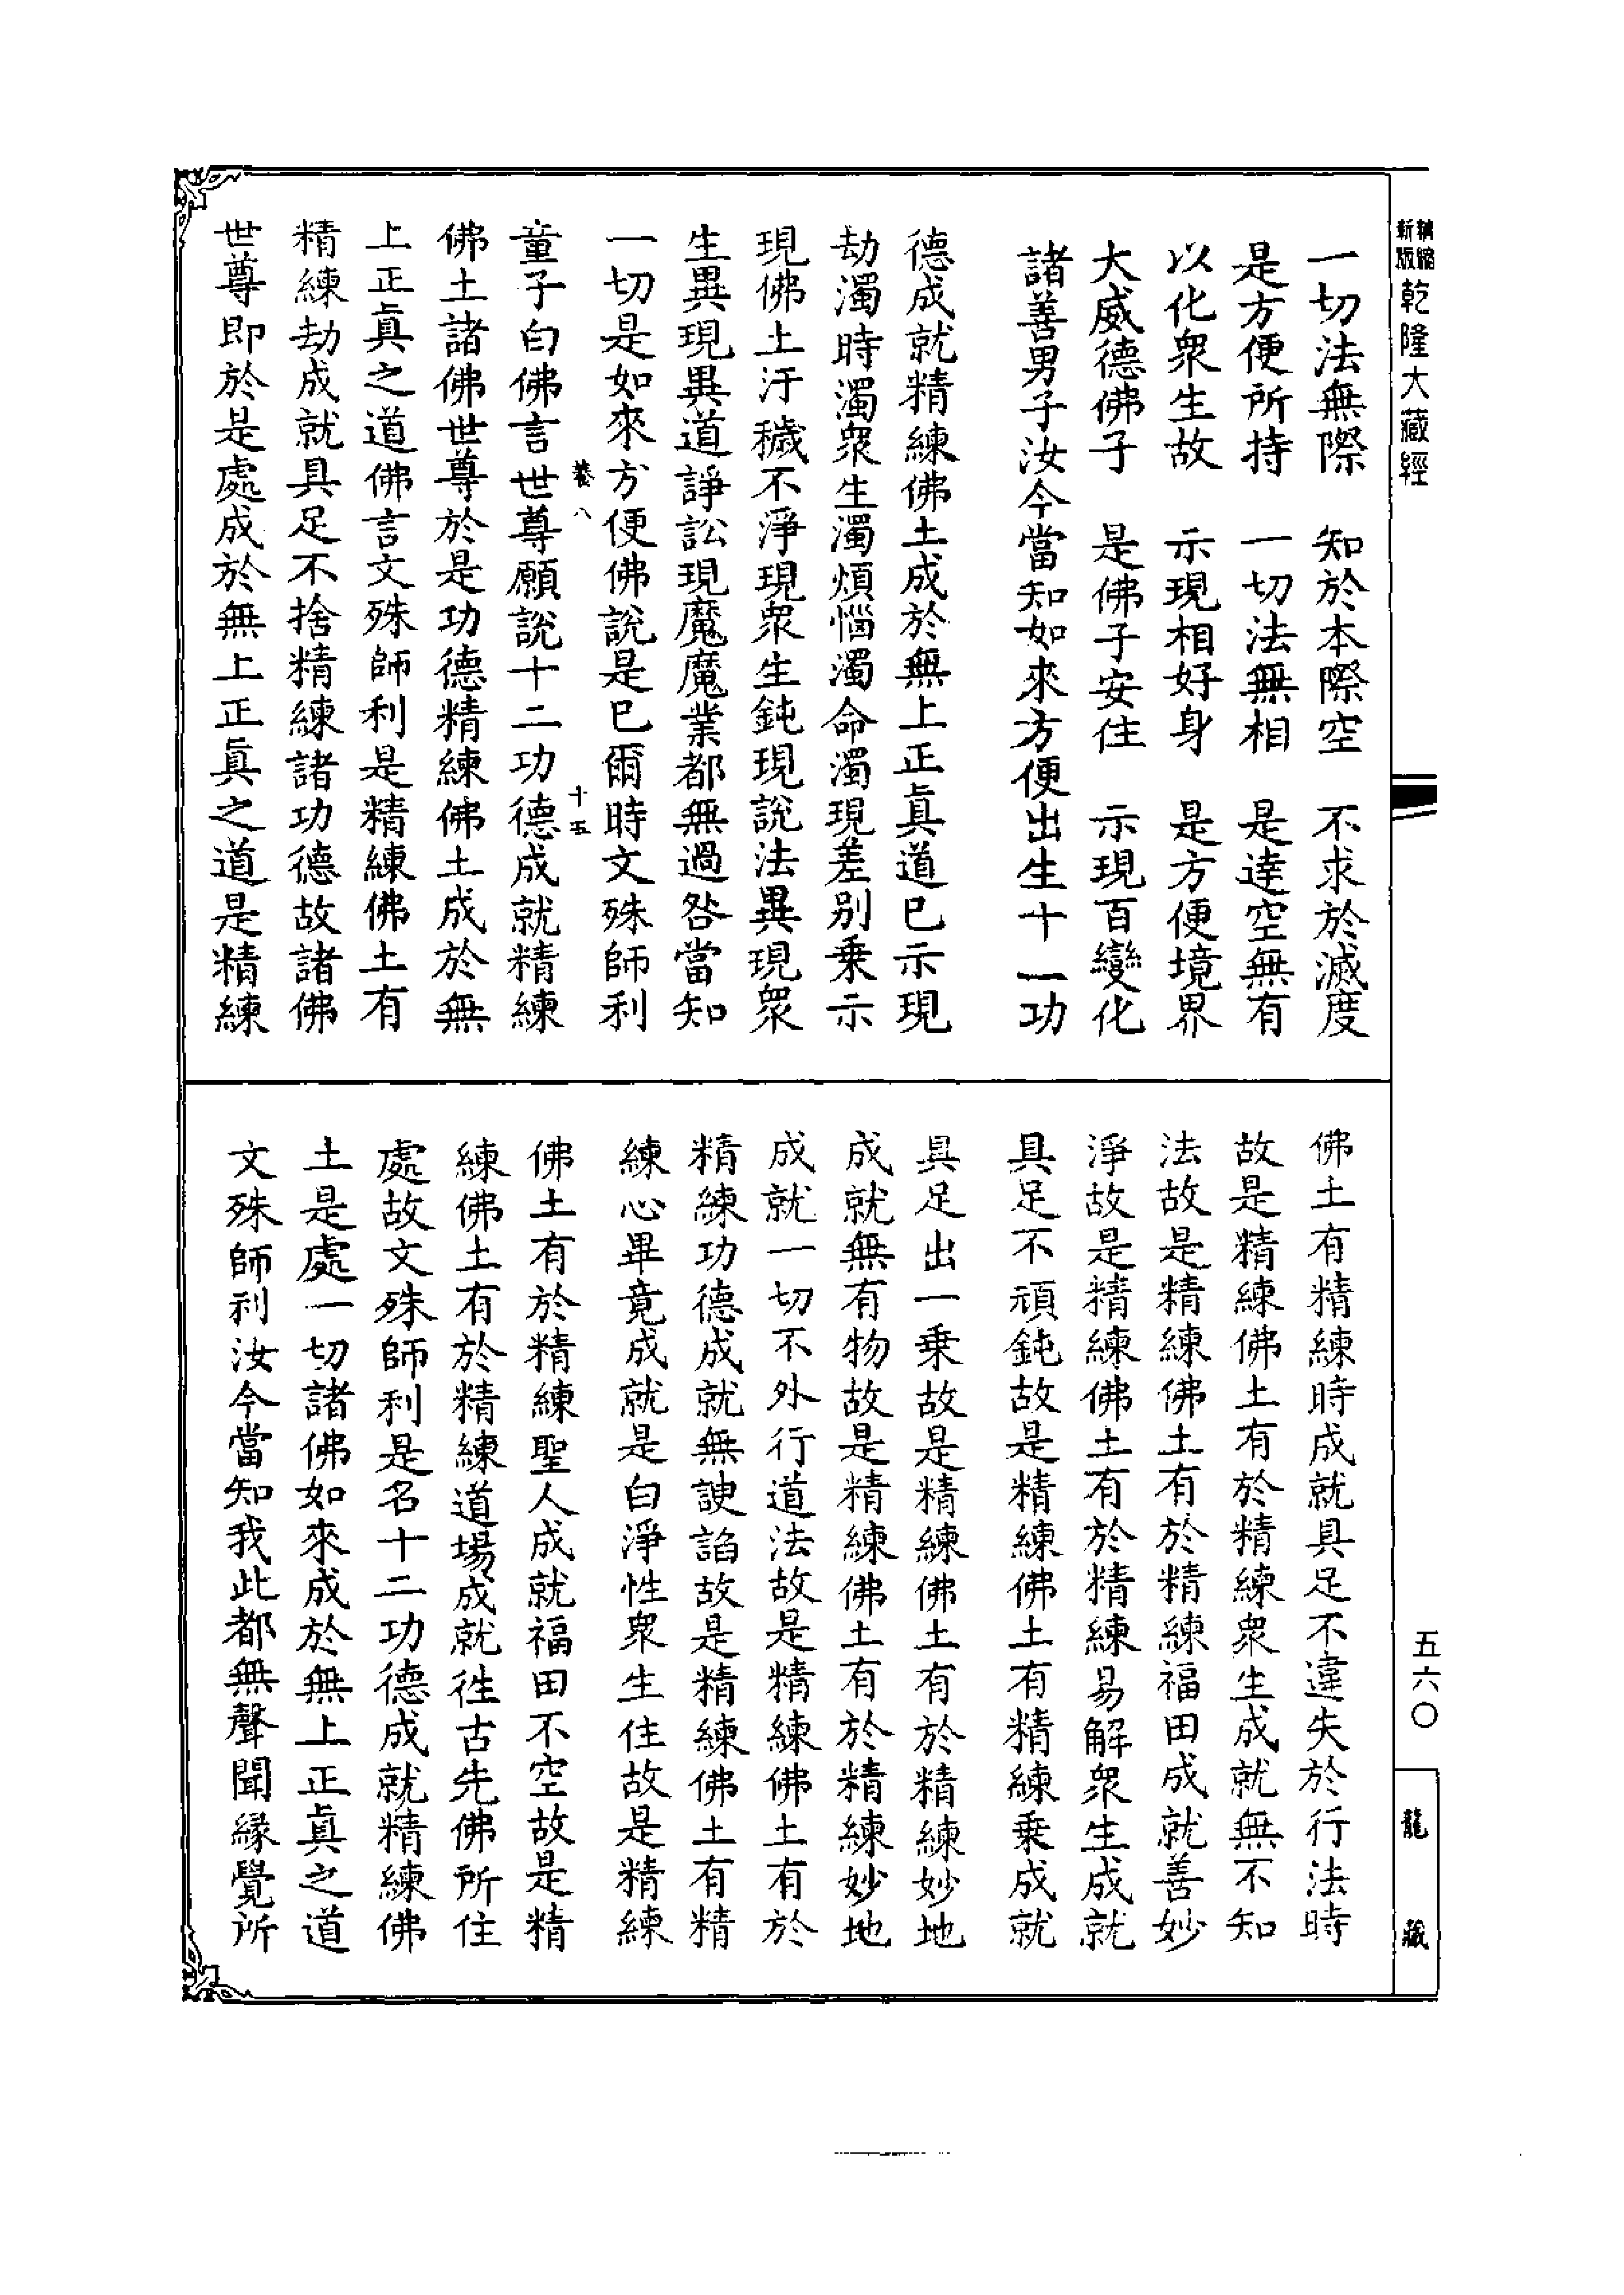 新版精縮乾隆大藏經
一切法無際　知於本際空　不求於滅度
是方便所持　一切法無相　是達空無有
以化衆生故　示現相好身　是方便境界
大威德佛子　是佛子安住　示現百變化
諸善男子汝今當知如來方便出生十一功
德成就精練佛土成於無上正眞道已示現
劫濁時濁衆生濁煩惱濁命濁現差別乗示
現佛土汙穢不淨現衆生鈍現說法異現衆
生異現異道諍訟現魔魔業都無過咎當知
一切是如來方便佛說是已爾時文殊師利
養八　十五
童子白佛言世尊願說十二功德成就精練
佛土諸佛世尊於是功德精練佛土成於無
上正眞之道佛言文殊師利是精練佛土有
精練劫成就具足不捨精練諸功德故諸佛
世尊即於是處成於無上正眞之道是精練
佛土有精練時成就具足不違失於行法時
故是精練佛土有於精練衆生成就無不知
法故是精練佛土有於精練福田成就善妙
淨故是精練佛土有於精練易解衆生成就
具足不頑鈍故是精練佛土有精練乗成就
具足出一乗故是精練佛土有於精練妙地
成就無有物故是精練佛土有於精練妙地
成就一切不外行道法故是精練佛土有於
精練功德成就無諛諂故是精練佛土有精
練心畢竟成就是白淨性衆生住故是精練
佛土有於精練聖人成就福田不空故是精
練佛土有於精練道場成就徃古先佛所住
處故文殊師利是名十二功德成就精練佛
土是處一切諸佛如來成於無上正眞之道
文殊師利汝今當知我此都無聲聞緣覺所
五六〇
龍藏